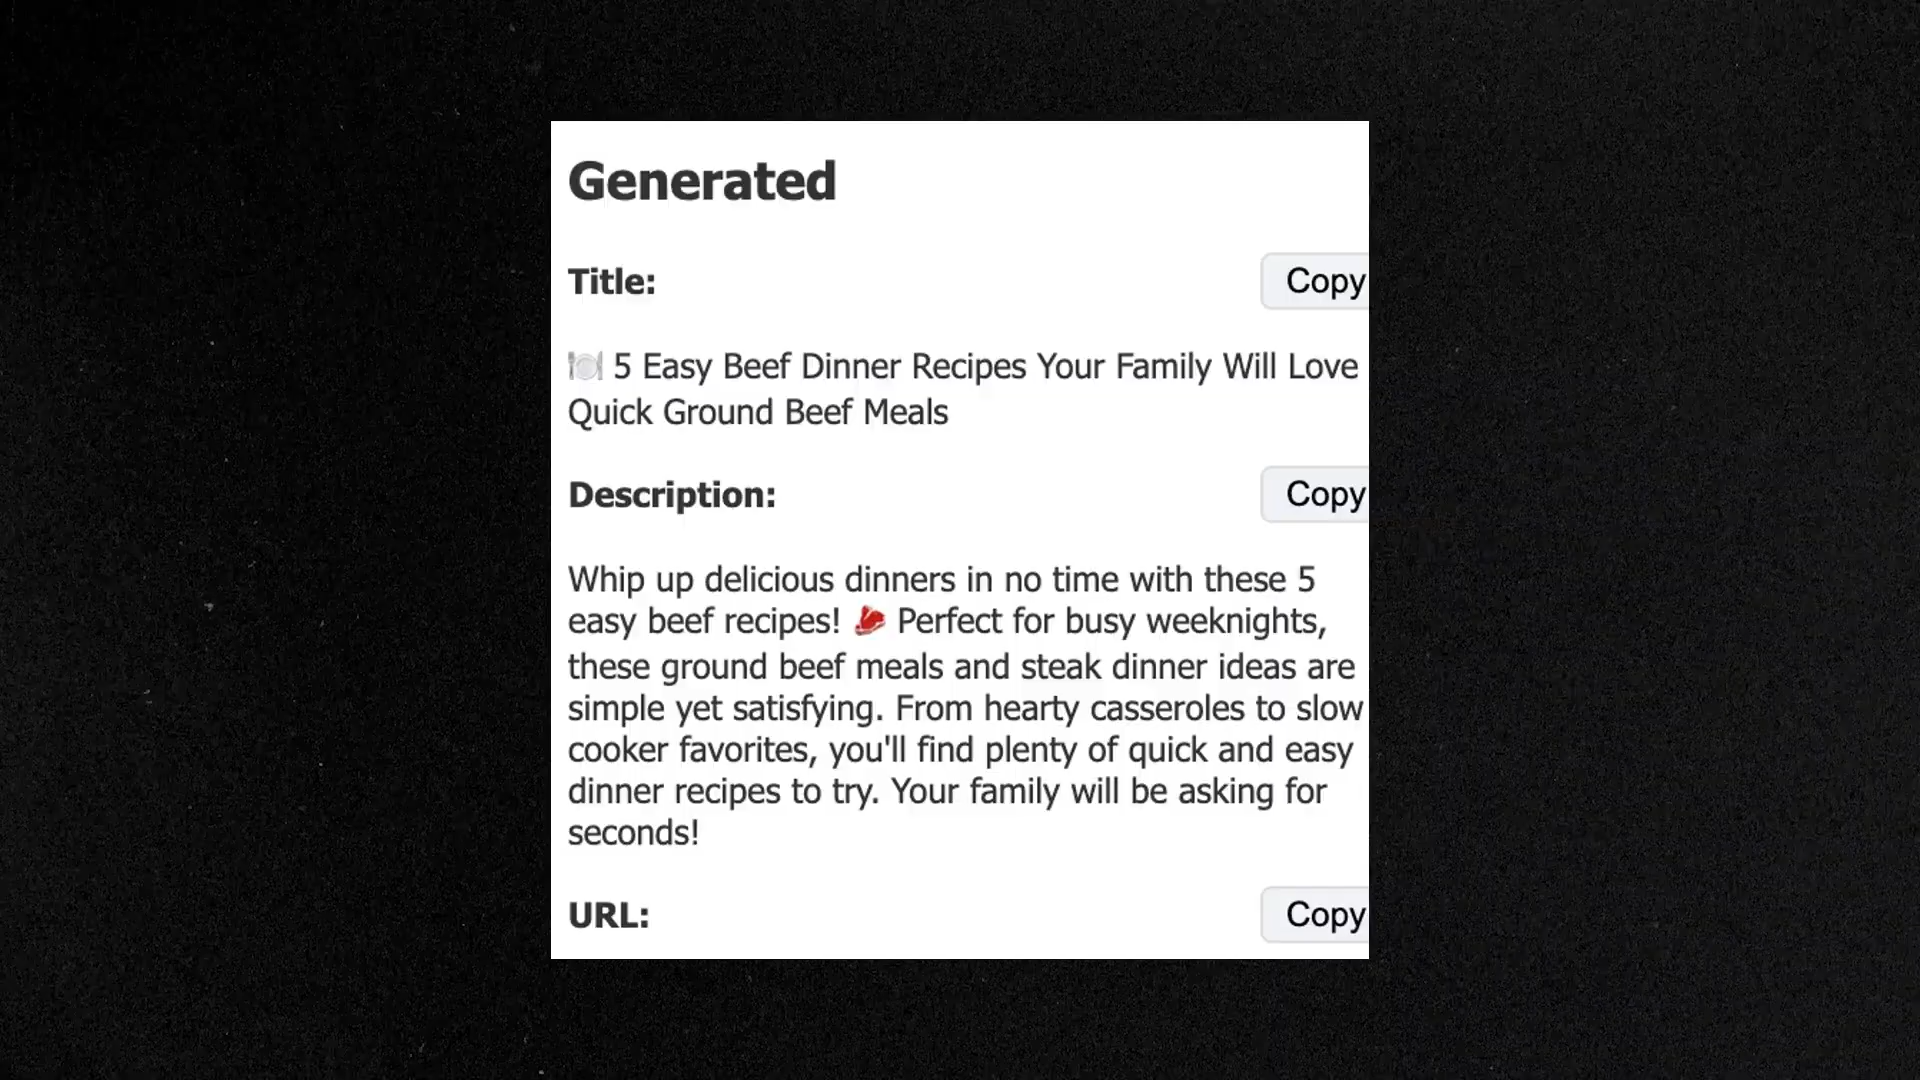 Generated
Title:
Copy
🍽 5 Easy Beef Dinner Recipes Your Family Will Love
Quick Ground Beef Meals
Description:
Copy
Whip up delicious dinners in no time with these 5
easy beef recipes! 🥩 Perfect for busy weeknights,
these ground beef meals and steak dinner ideas are
simple yet satisfying. From hearty casseroles to slow
cooker favorites, you'll find plenty of quick and easy
dinner recipes to try. Your family will be asking for
seconds!
URL:
Copy